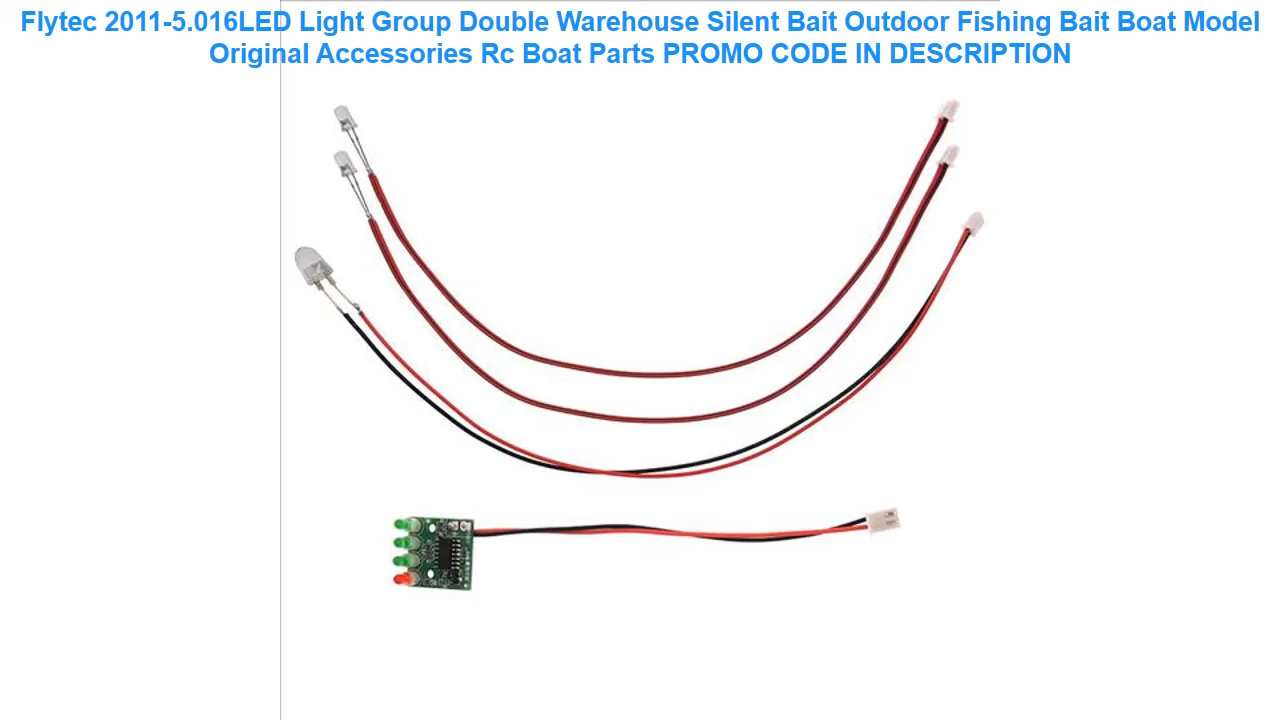 Flytec 2011-5.016LED Light Group Double Warehouse Silent Bait Outdoor Fishing Bait Boat Model
Original Accessories Rc Boat Parts PROMO CODE IN DESCRIPTION